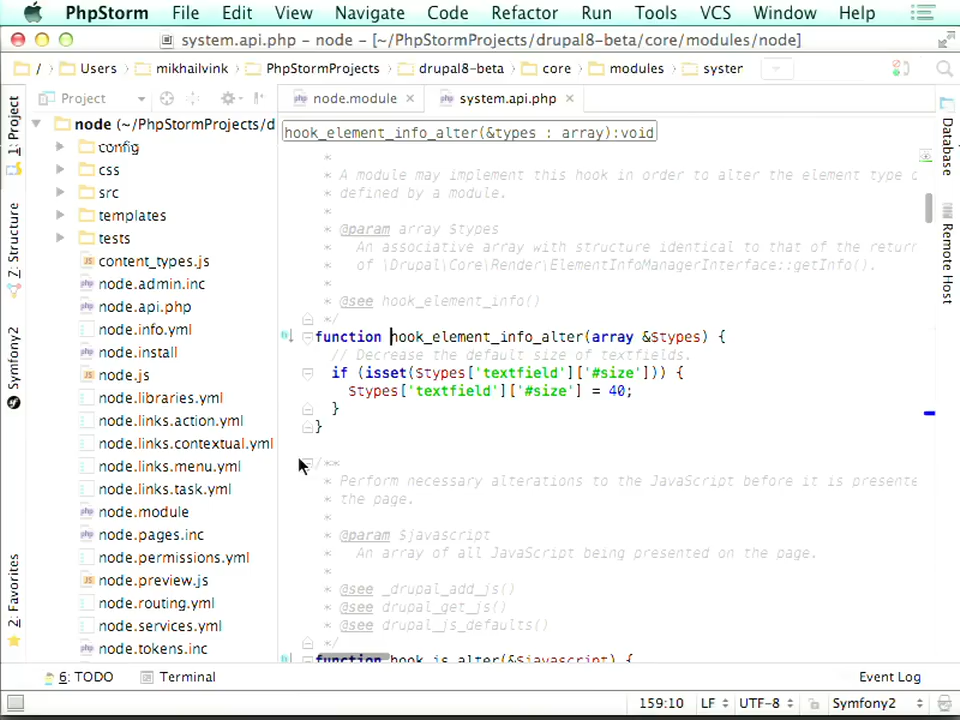 PhpStorm File Edit View Navigate Code Refactor Run Tools VCS Window Help
system.api.php – node – [~/PhpStormProjects/drupal8-beta/core/modules/node]
/ Users mikhailvink PhpStormProjects drupal8-beta core modules syster
Project
node.module
system.api.php
1: Project
7: Structure
Symfony2
2: Favorites
node (~/PhpStormProjects/d
config
css
src
templates
tests
content_types.js
node.admin.inc
node.api.php
node.info.yml
node.install
node.js
node.libraries.yml
node.links.action.yml
node.links.contextual.yml
node.links.menu.yml
node.links.task.yml
node.module
node.pages.inc
node.permissions.yml
node.preview.js
node.routing.yml
node.services.yml
node.tokens.inc
hook_element_info_alter(&types : array):void
*
* A module may implement this hook in order to alter the element type c
* defined by a module.
*
* @param array $types
*   An associative array with structure identical to that of the return
*   of \Drupal\Core\Render\ElementInfoManagerInterface::getInfo().
*
* @see hook_element_info()
*/
function hook_element_info_alter(array &$types) {
  // Decrease the default size of textfields.
  if (isset($types['textfield']['#size'])) {
    $types['textfield']['#size'] = 40;
  }
}
/**
* Perform necessary alterations to the JavaScript before it is presente
* the page.
*
* @param $javascript
*   An array of all JavaScript being presented on the page.
*
* @see _drupal_add_js()
* @see drupal_get_js()
* @see drupal_js_defaults()
*/
function hook_js_alter(&$javascript) {
Database
Remote Host
6: TODO
Terminal
Event Log
159:10 LF UTF-8 Symfony2